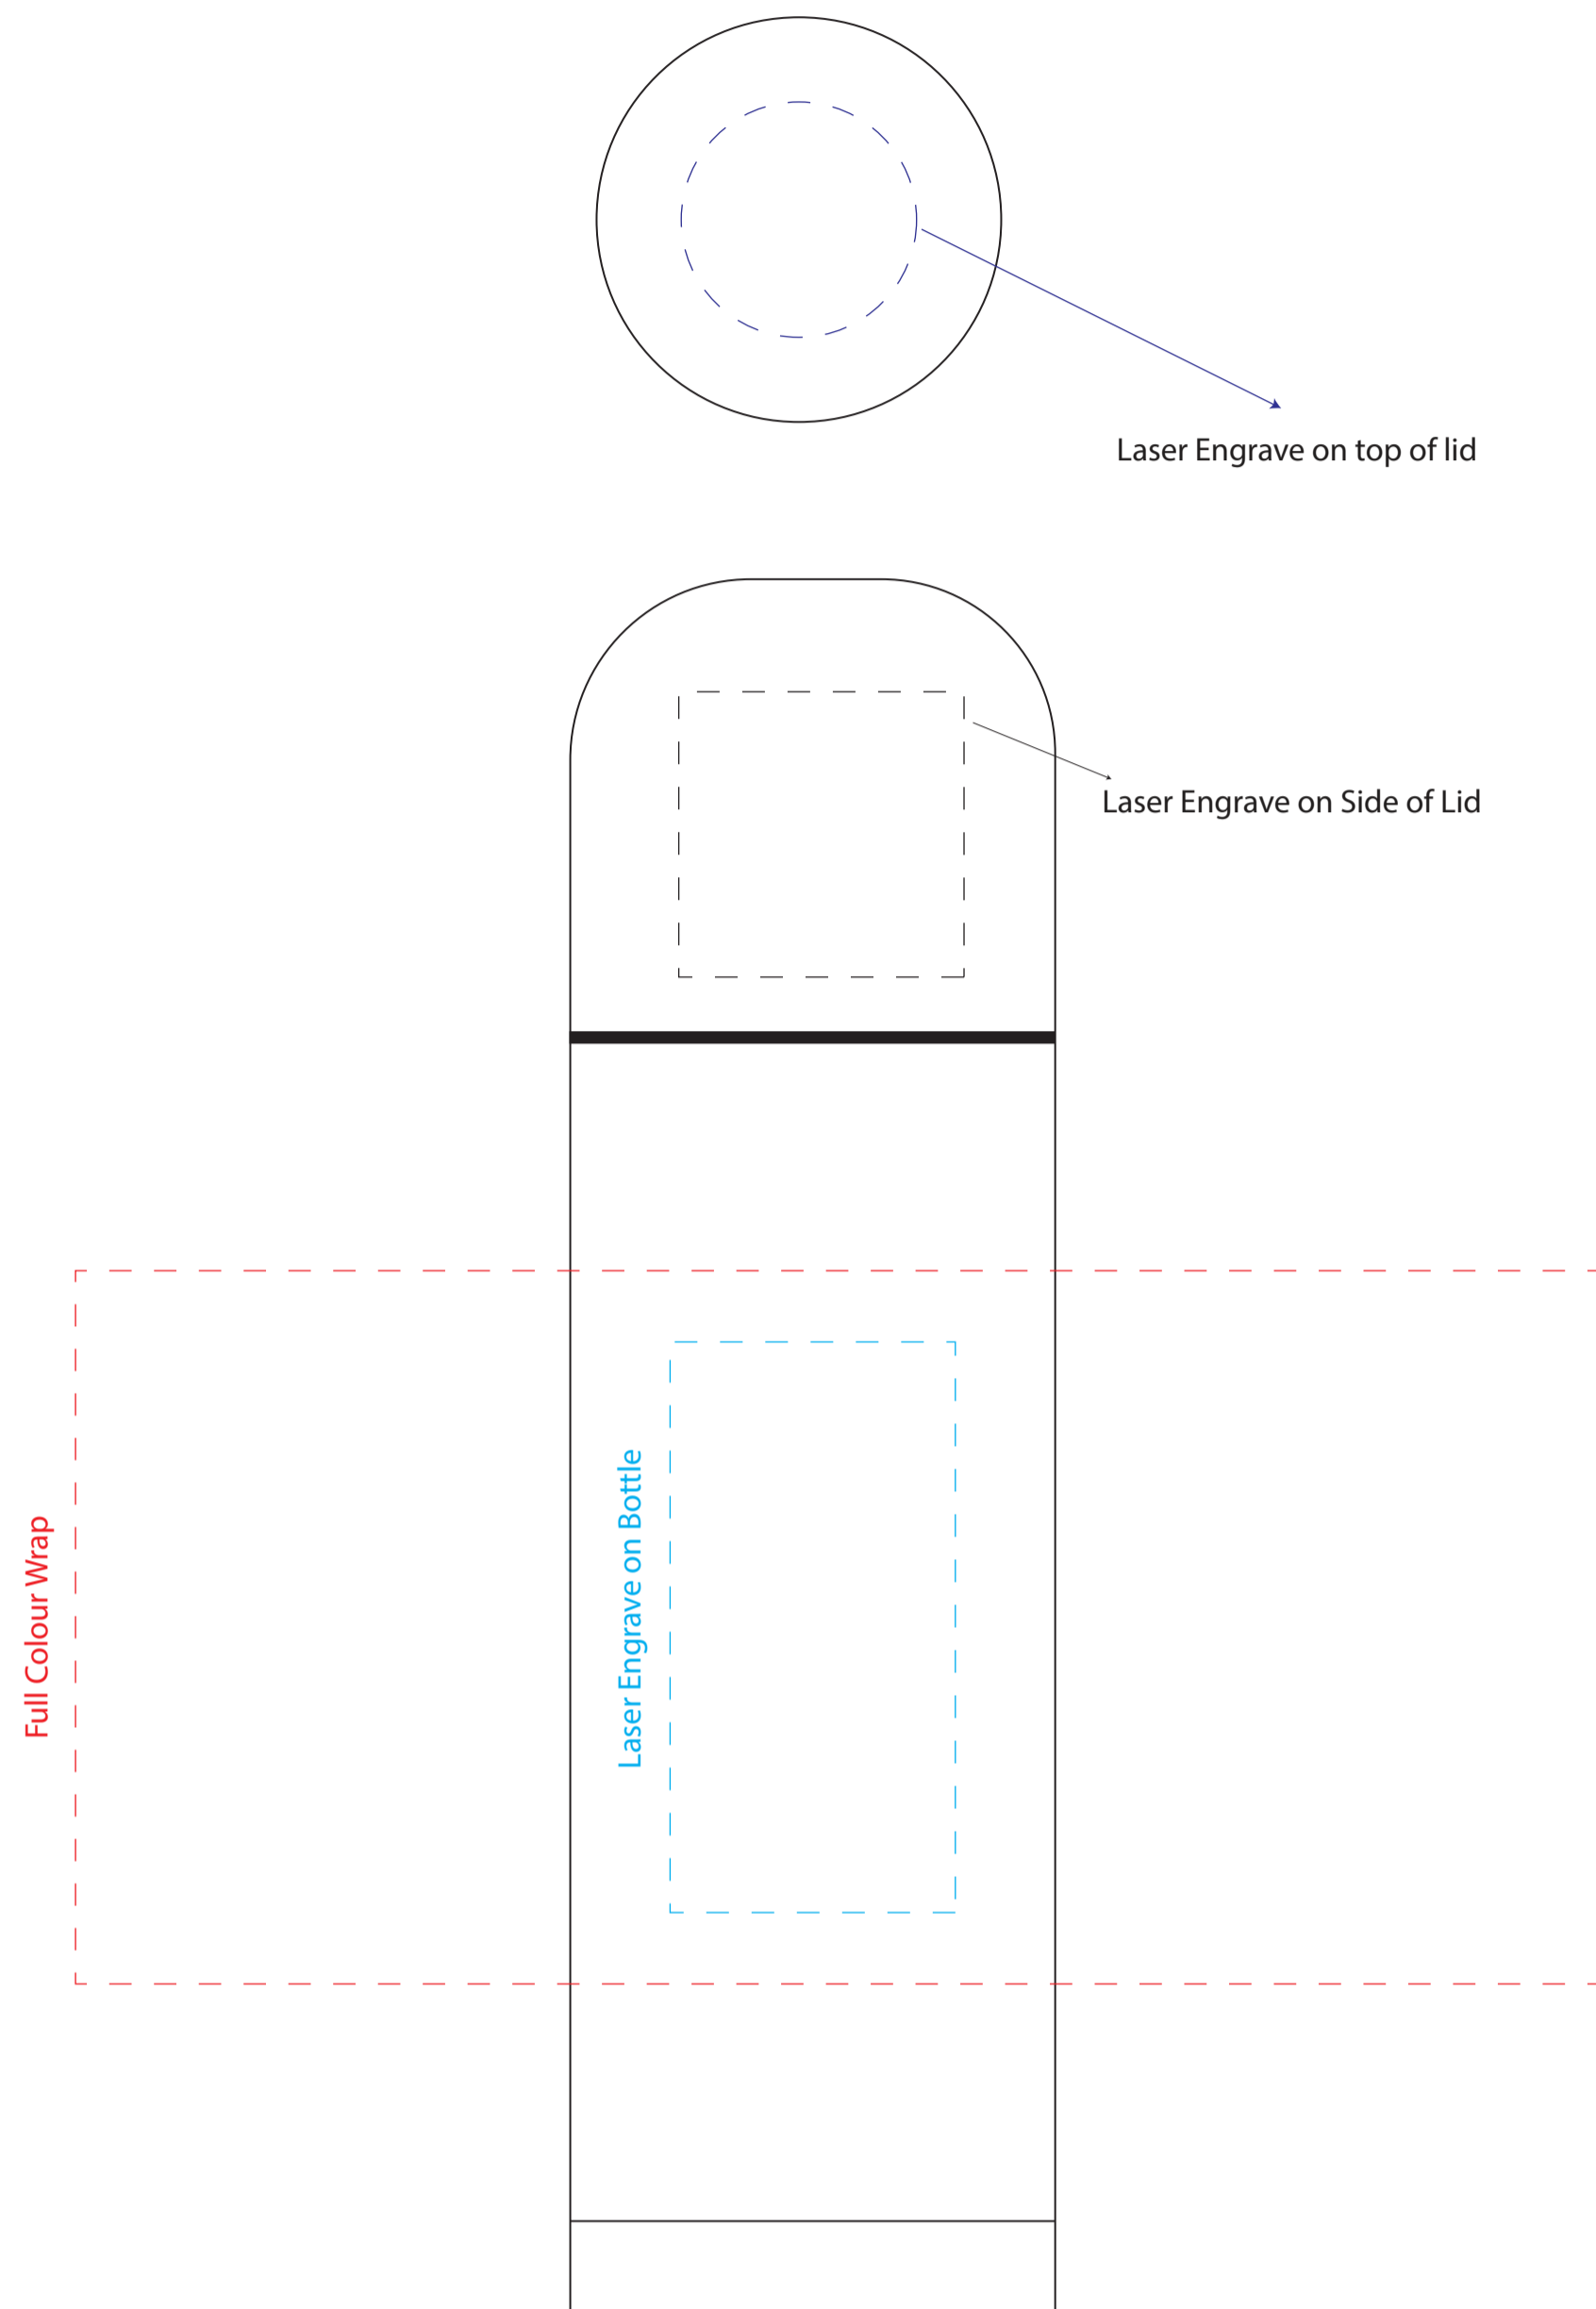 Laser Engrave on top of lid
Laser Engrave on Side of Lid
Full Colour Wrap
Laser Engrave on Bottle